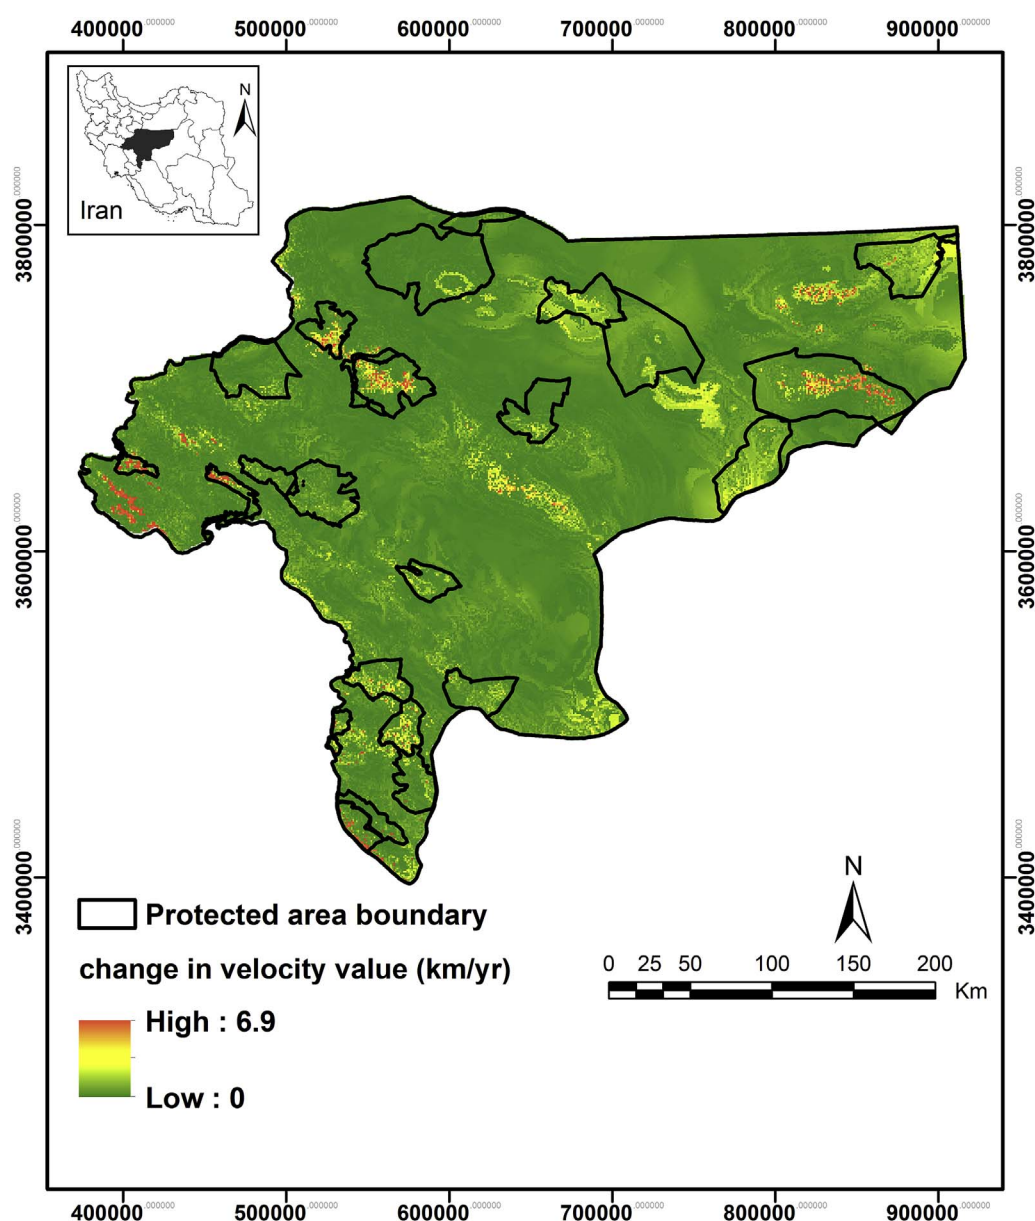 400000.000000 500000.000000 600000.000000 700000.000000 800000.000000 900000.000000
N
Iran
3800000.000000
3800000.000000
3600000.000000
3600000.000000
3400000.000000
3400000.000000
N
Protected area boundary
change in velocity value (km/yr)
High : 6.9
Low : 0
0 25 50 100 150 200
Km
400000.000000 500000.000000 600000.000000 700000.000000 800000.000000 900000.000000